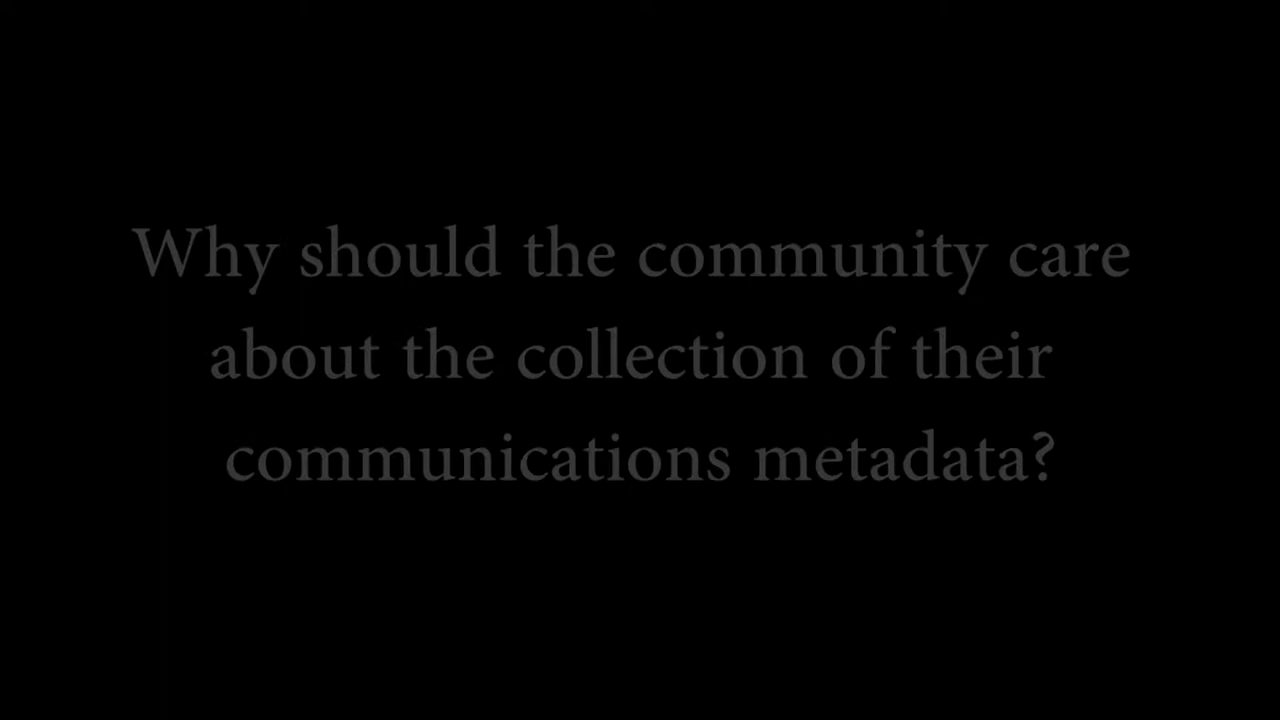 Why should the community care
about the collection of their
communications metadata?